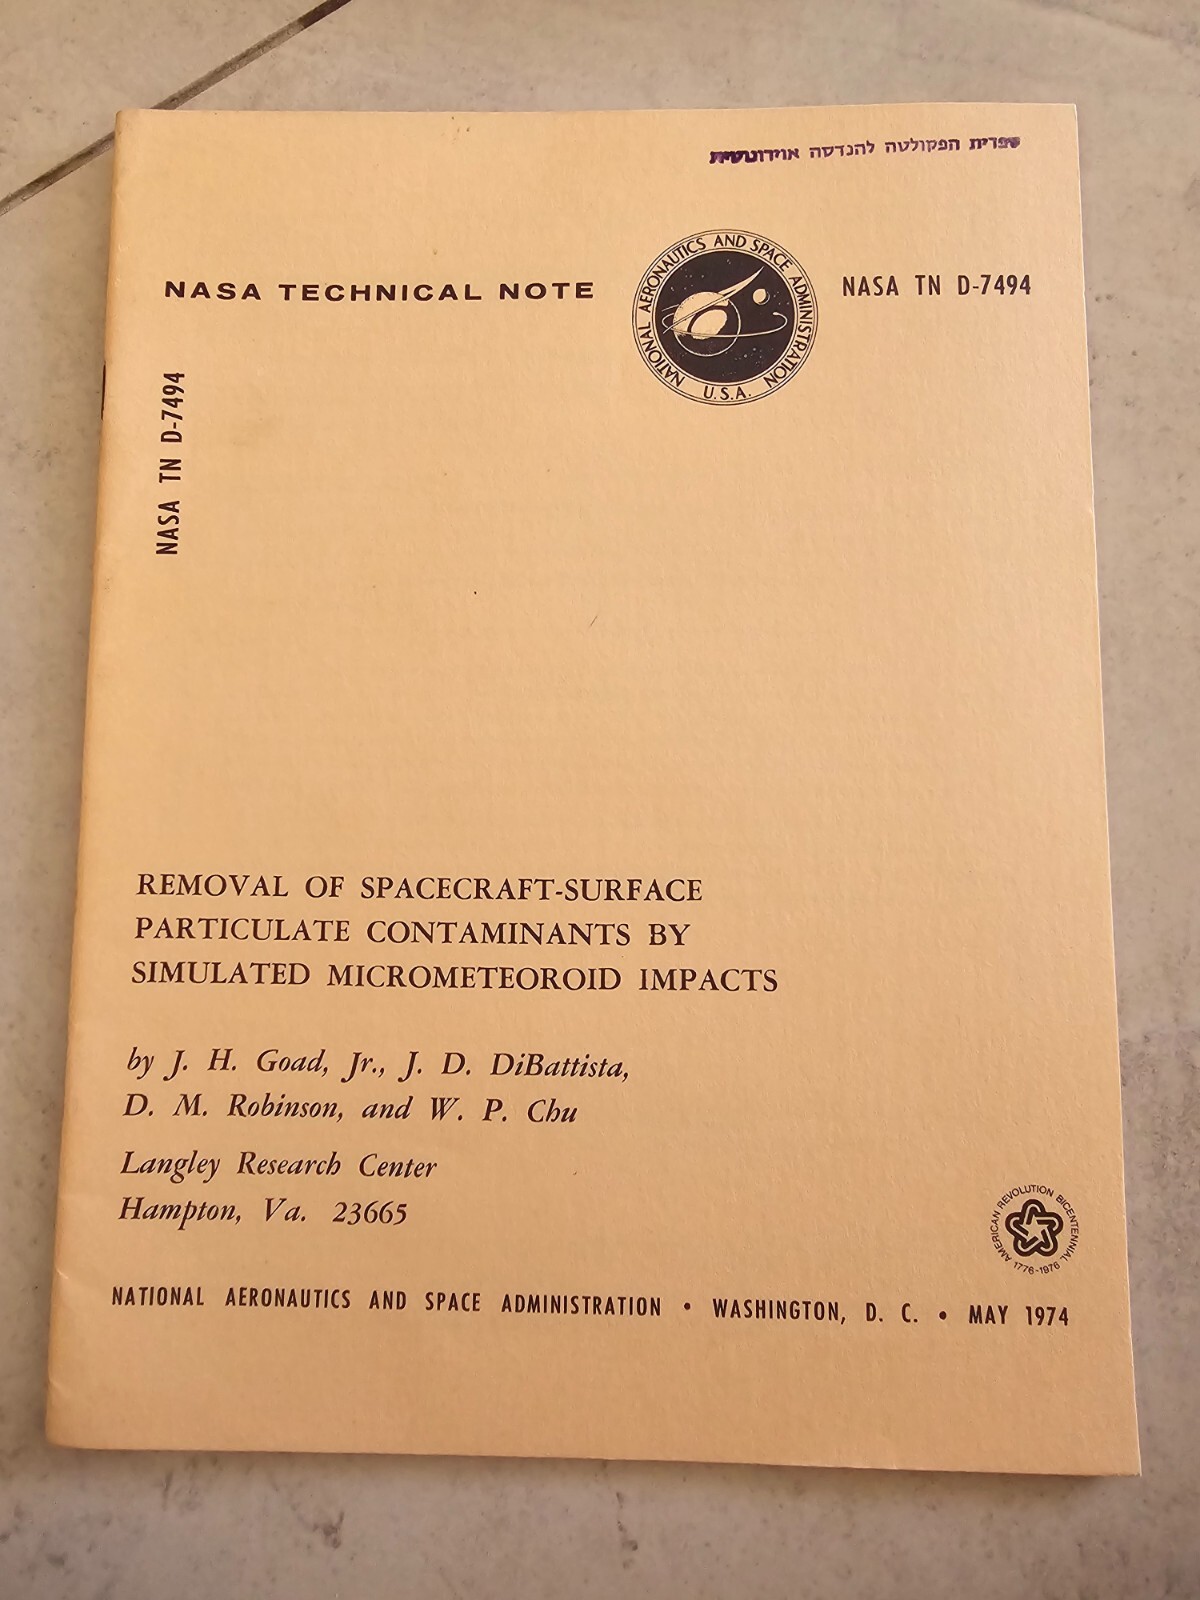 ספרית הפקולטה להנדסה אוירונוטית
NASA TECHNICAL NOTE
NATIONAL AERONAUTICS AND SPACE ADMINISTRATION
U.S.A.
NASA TN D-7494
NASA TN D-7494
REMOVAL OF SPACECRAFT-SURFACE
PARTICULATE CONTAMINANTS BY
SIMULATED MICROMETEOROID IMPACTS
by J. H. Goad, Jr., J. D. DiBattista,
D. M. Robinson, and W. P. Chu
Langley Research Center
Hampton, Va. 23665
AMERICAN REVOLUTION BICENTENNIAL
1776-1976
NATIONAL AERONAUTICS AND SPACE ADMINISTRATION • WASHINGTON, D. C. • MAY 1974